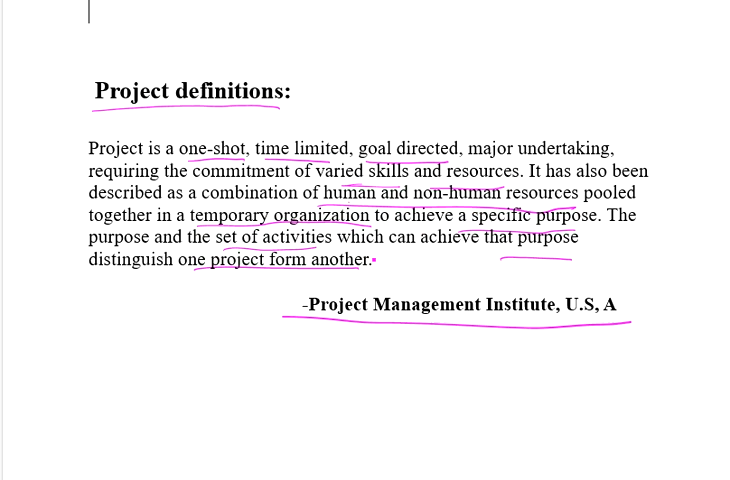 Project definitions:
Project is a one-shot, time limited, goal directed, major undertaking,
requiring the commitment of varied skills and resources. It has also been
described as a combination of human and non-human resources pooled
together in a temporary organization to achieve a specific purpose. The
purpose and the set of activities which can achieve that purpose
distinguish one project form another.
-Project Management Institute, U.S, A